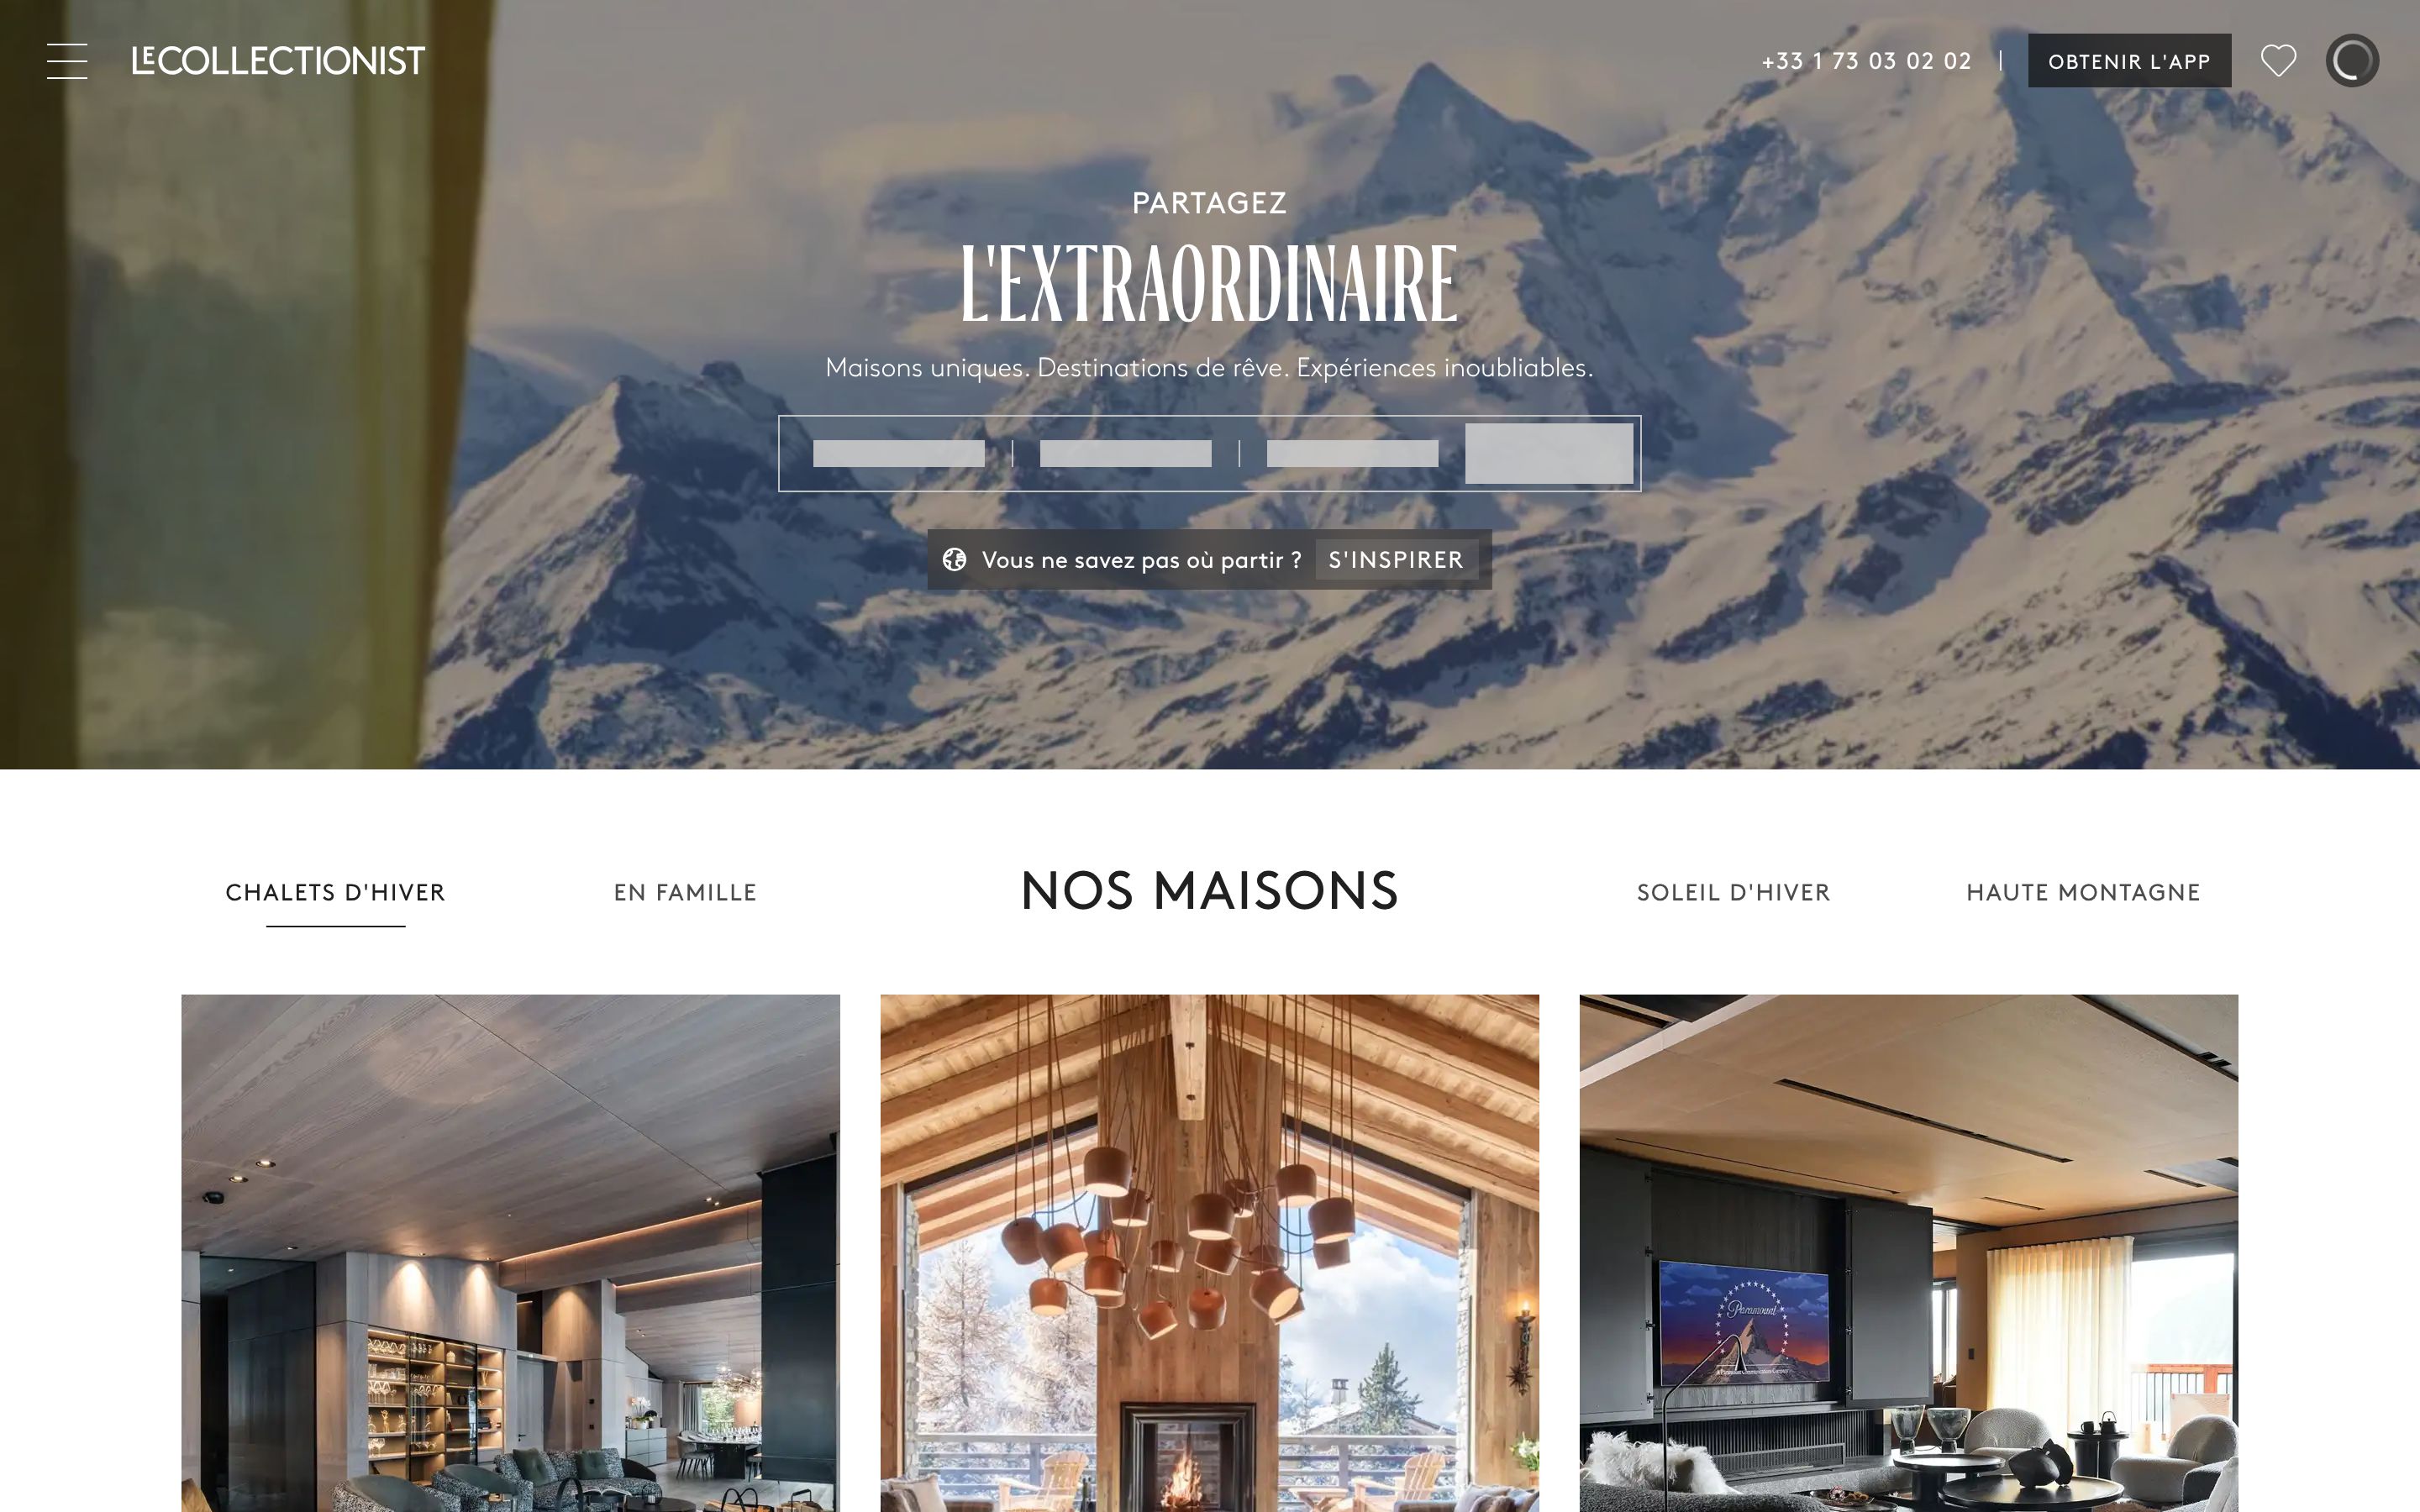 LECOLLECTIONIST
+33 1 73 03 02 02
OBTENIR L'APP
PARTAGEZ
L'EXTRAORDINAIRE
Maisons uniques. Destinations de rêve. Expériences inoubliables.
Vous ne savez pas où partir ? S'INSPIRER
CHALETS D'HIVER
EN FAMILLE
NOS MAISONS
SOLEIL D'HIVER
HAUTE MONTAGNE
Paramount